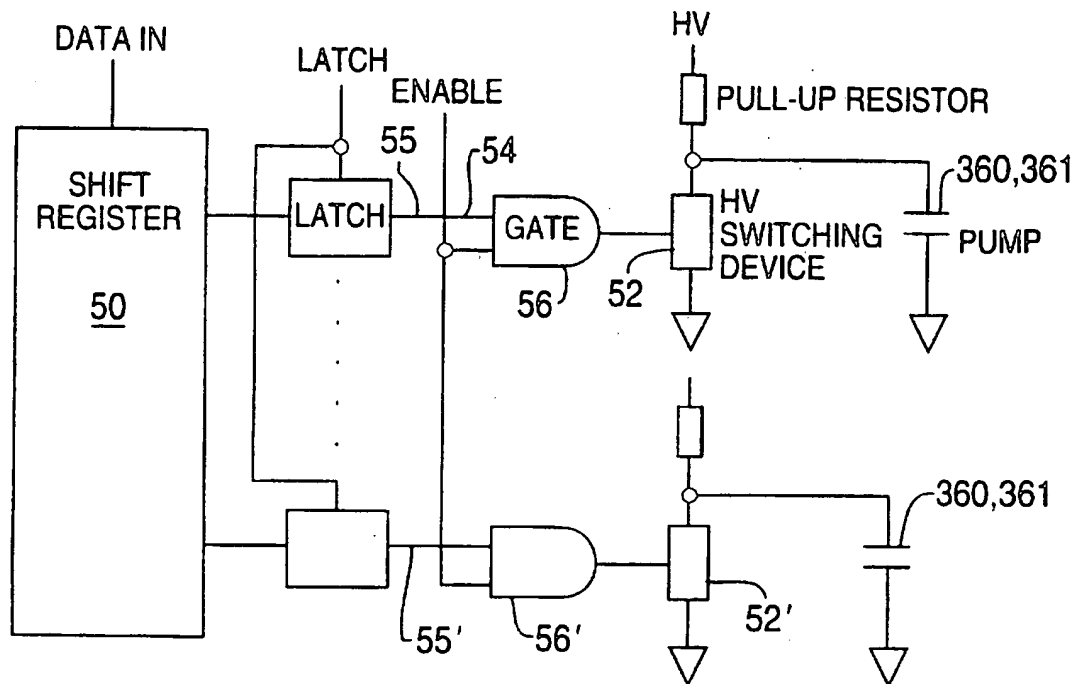 DATA IN
LATCH
ENABLE
HV
PULL-UP RESISTOR
55
54
360,361
SHIFT
REGISTER
LATCH
GATE
HV
SWITCHING
DEVICE
PUMP
50
56
52
360,361
55'
56'
52'